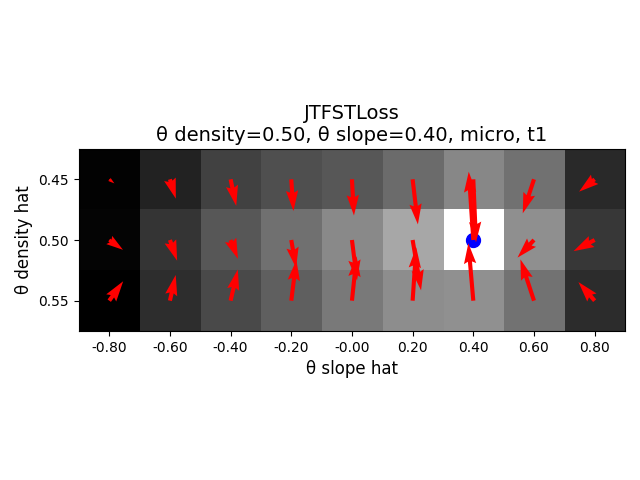 JTFSTLoss
θ density=0.50, θ slope=0.40, micro, t1
θ density hat
0.45
0.50
0.55
-0.80 -0.60 -0.40 -0.20 -0.00 0.20 0.40 0.60 0.80
θ slope hat